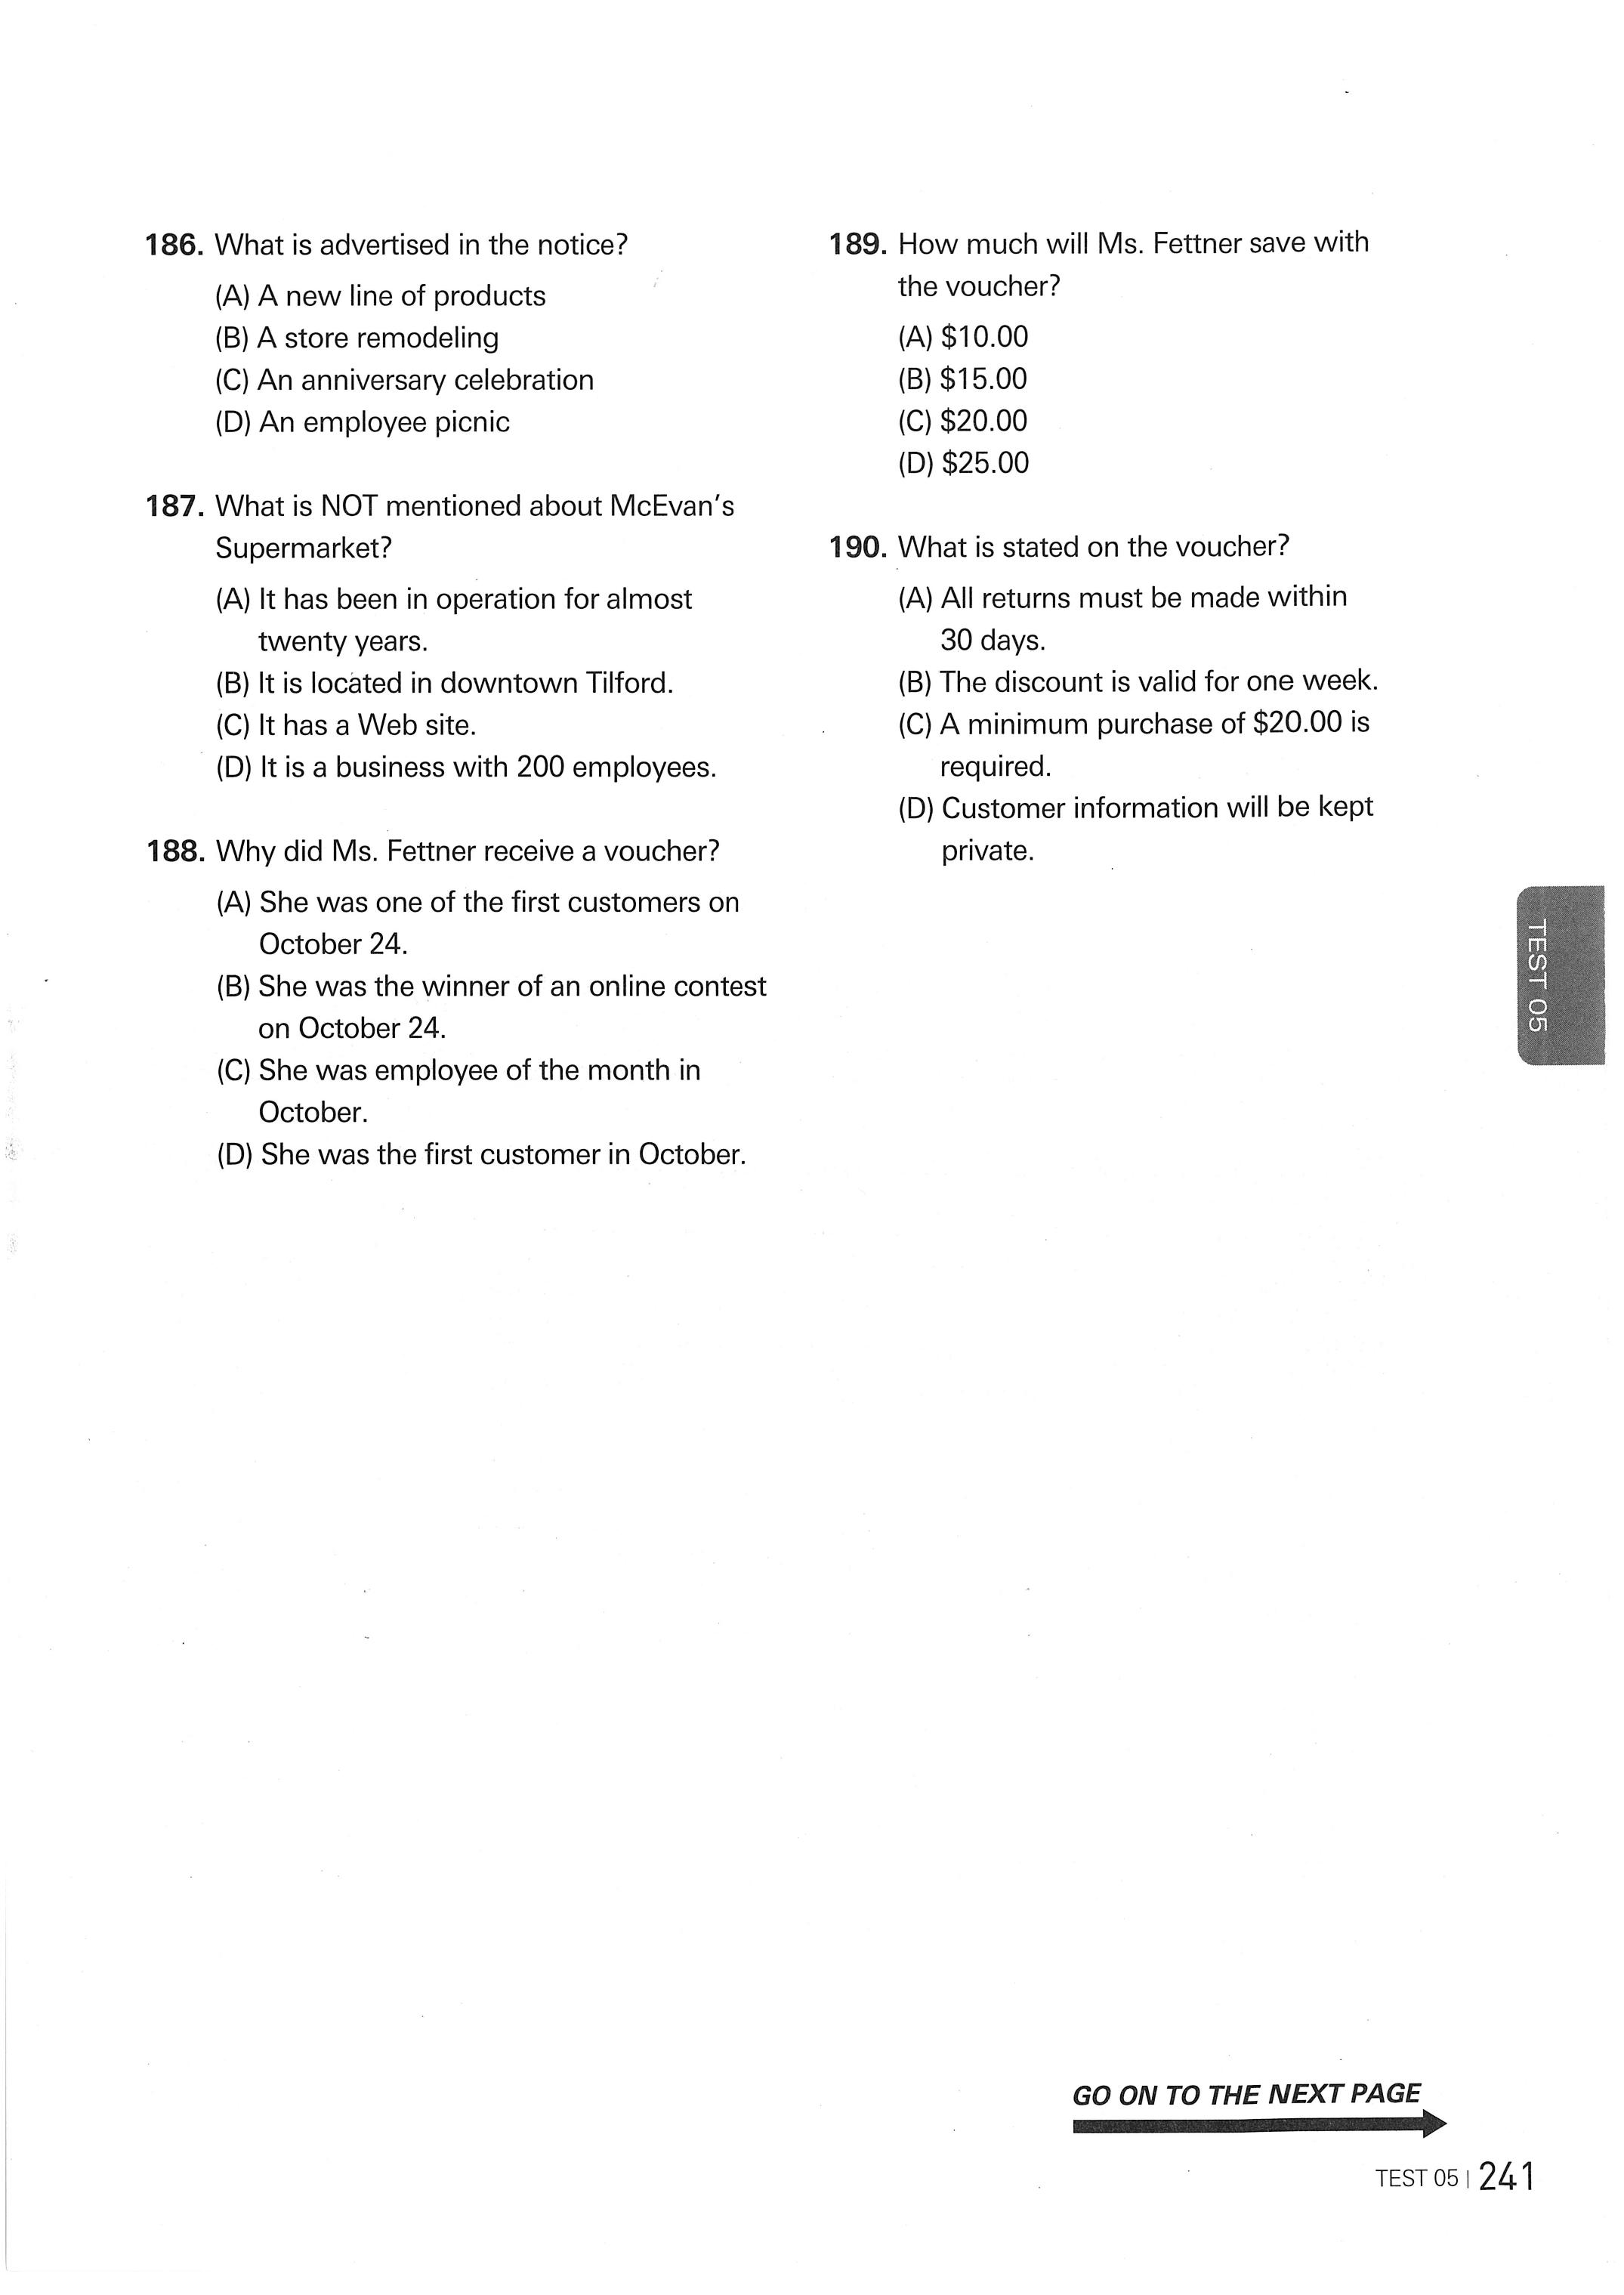 186. What is advertised in the notice?
(A) A new line of products
(B) A store remodeling
(C) An anniversary celebration
(D) An employee picnic
187. What is NOT mentioned about McEvan's
Supermarket?
(A) It has been in operation for almost
twenty years.
(B) It is located in downtown Tilford.
(C) It has a Web site.
(D) It is a business with 200 employees.
188. Why did Ms. Fettner receive a voucher?
(A) She was one of the first customers on
October 24.
(B) She was the winner of an online contest
on October 24.
(C) She was employee of the month in
October.
(D) She was the first customer in October.
189. How much will Ms. Fettner save with
the voucher?
(A) $10.00
(B) $15.00
(C) $20.00
(D) $25.00
190. What is stated on the voucher?
(A) All returns must be made within
30 days.
(B) The discount is valid for one week.
(C) A minimum purchase of $20.00 is
required.
(D) Customer information will be kept
private.
TEST 05
GO ON TO THE NEXT PAGE
TEST 05 | 241